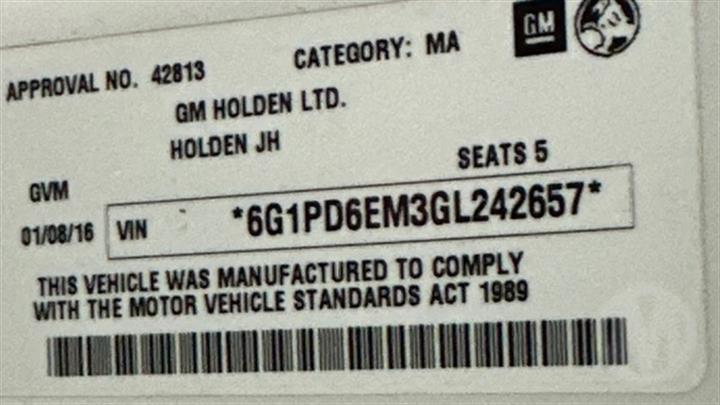 GM
APPROVAL NO. 42813 CATEGORY: MA
GM HOLDEN LTD.
HOLDEN JH
SEATS 5
GVM
01/08/16 VIN *6G1PD6EM3GL242657*
THIS VEHICLE WAS MANUFACTURED TO COMPLY
WITH THE MOTOR VEHICLE STANDARDS ACT 1989